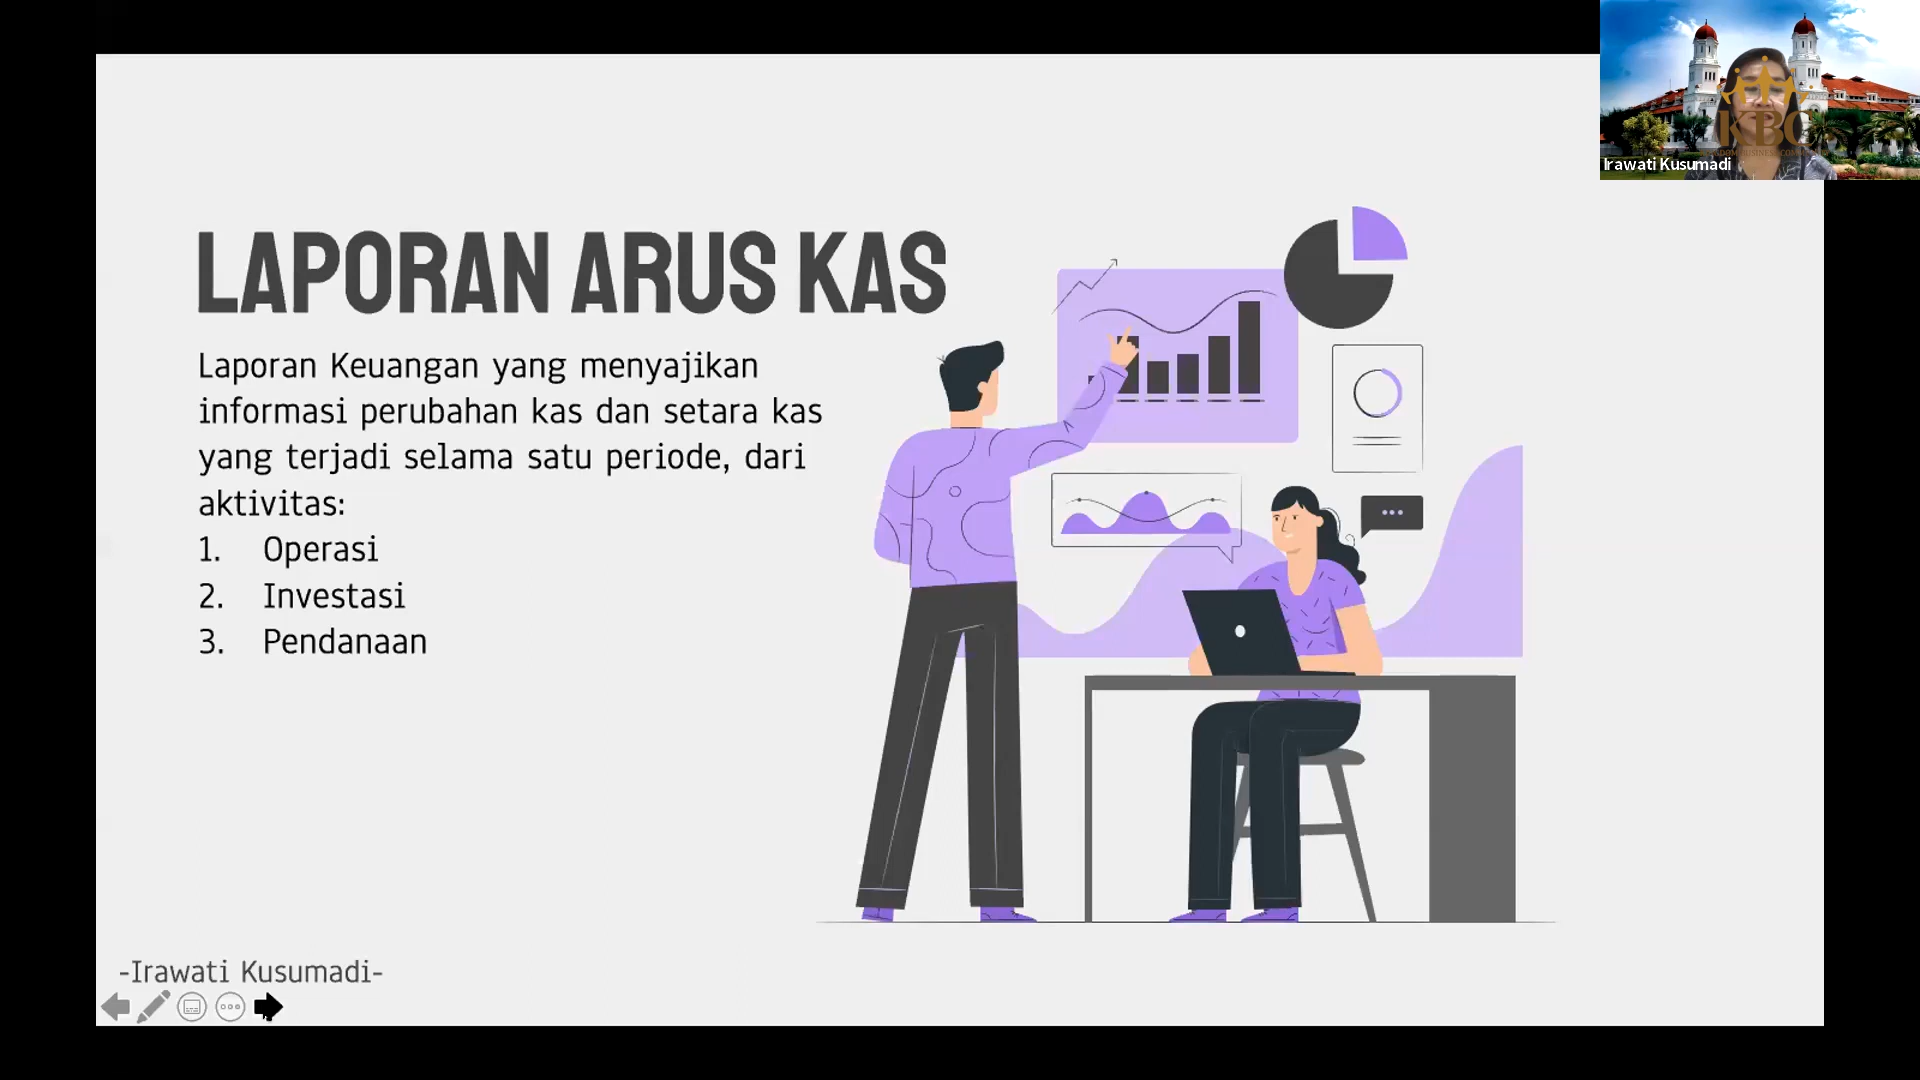 LAPORAN ARUS KAS
Laporan Keuangan yang menyajikan
informasi perubahan kas dan setara kas
yang terjadi selama satu periode, dari
aktivitas:
1. Operasi
2. Investasi
3. Pendanaan
-Irawati Kusumadi-
KBC
Irawati Kusumadi